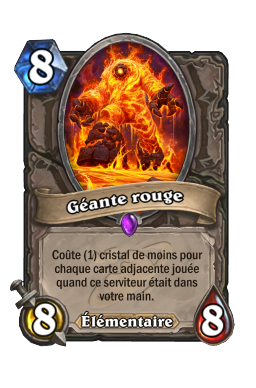 8
Géante rouge
Coûte (1) cristal de moins pour
chaque carte adjacente jouée
quand ce serviteur était dans
votre main.
8
Élémentaire
8